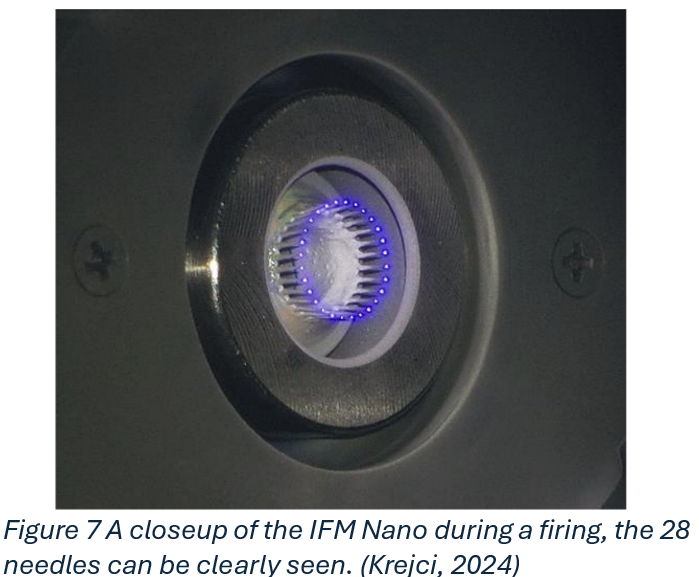 Figure 7 A closeup of the IFM Nano during a firing, the 28
needles can be clearly seen. (Krejci, 2024)